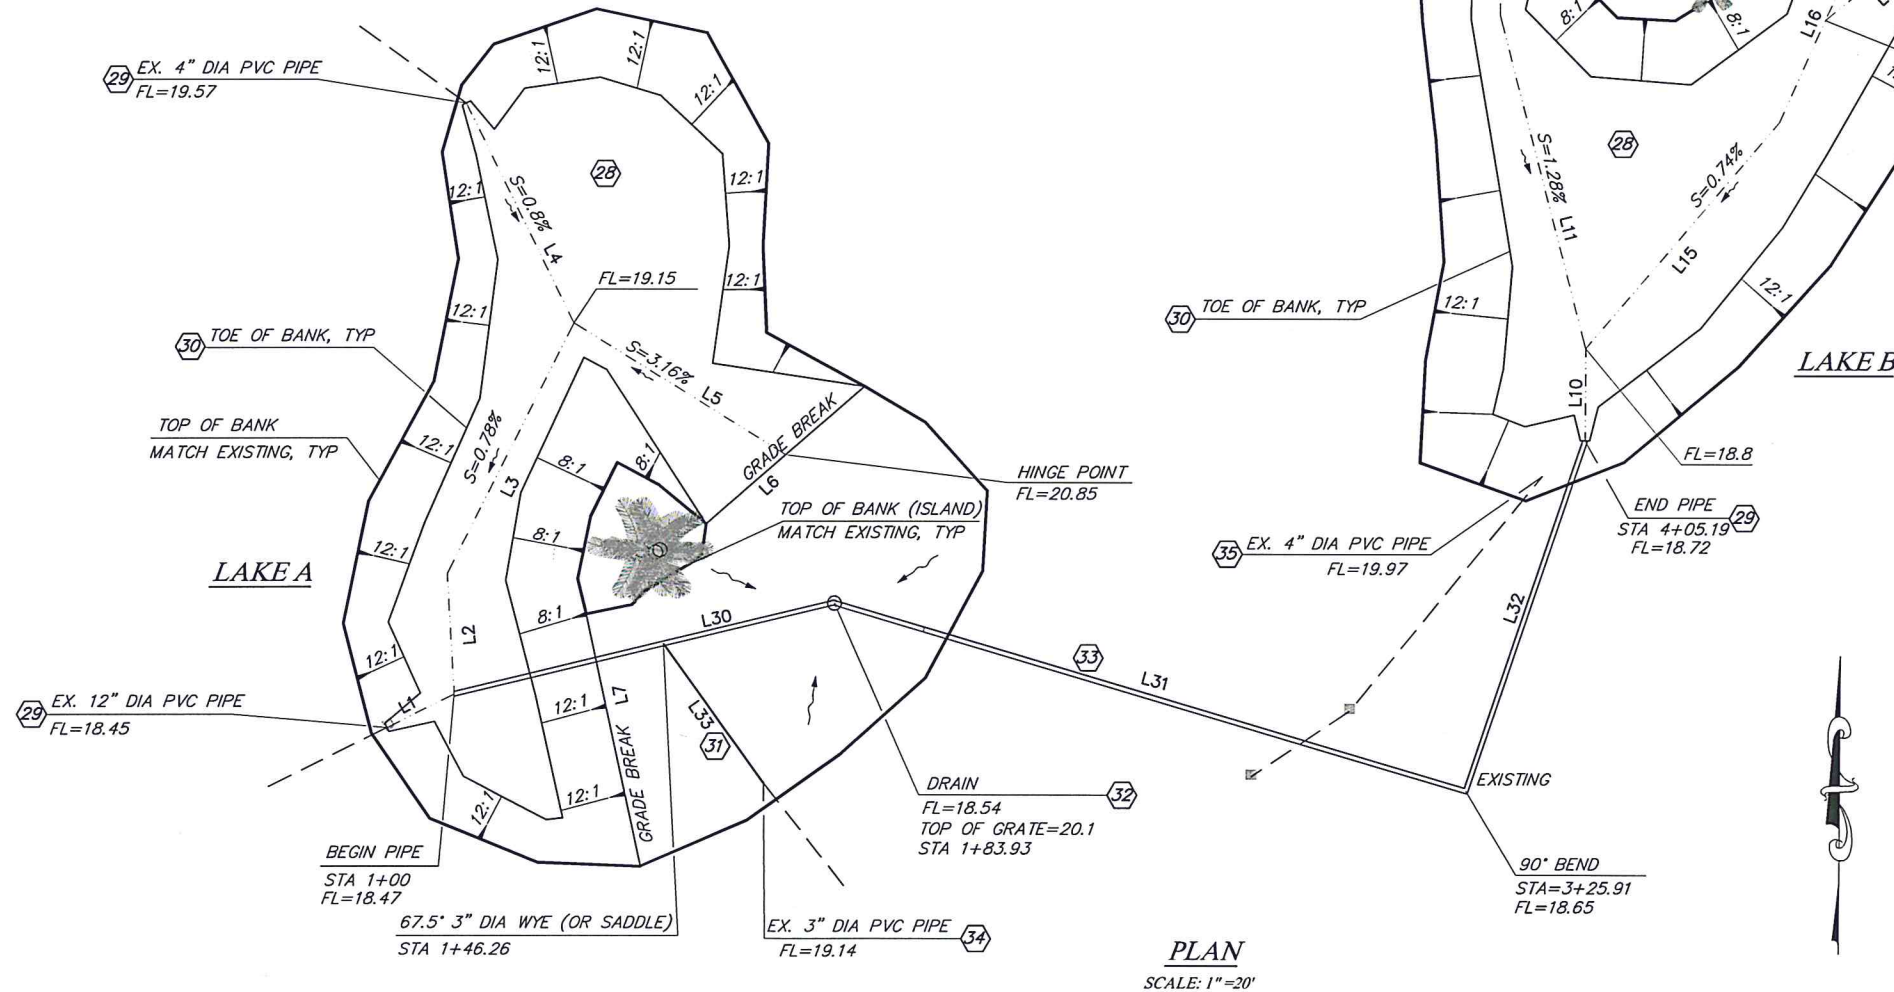 29
EX. 4" DIA PVC PIPE
FL=19.57
12:1
12:1
12:1
12:1
12:1
12:1
12:1
28
S=0.8%
L4
FL=19.15
30
TOE OF BANK, TYP
TOP OF BANK
MATCH EXISTING, TYP
12:1
12:1
12:1
S=0.78%
L3
S=3.16%
L5
GRADE BREAK
L6
8:1
8:1
8:1
8:1
HINGE POINT
FL=20.85
TOP OF BANK (ISLAND)
MATCH EXISTING, TYP
LAKE A
L2
L30
29
EX. 12" DIA PVC PIPE
FL=18.45
L1
12:1
12:1
12:1
L7
GRADE BREAK
L33
31
BEGIN PIPE
STA 1+00
FL=18.47
67.5° 3" DIA WYE (OR SADDLE)
STA 1+46.26
EX. 3" DIA PVC PIPE
FL=19.14
34
DRAIN
FL=18.54
TOP OF GRATE=20.1
STA 1+83.93
32
33
L31
8:1
8:1
L16
28
S=1.28%
L11
S=0.74%
L15
12:1
12:1
30
TOE OF BANK, TYP
LAKE B
L10
FL=18.8
END PIPE
STA 4+05.19
FL=18.72
29
35
EX. 4" DIA PVC PIPE
FL=19.97
L32
EXISTING
90° BEND
STA=3+25.91
FL=18.65
PLAN
SCALE: 1"=20'